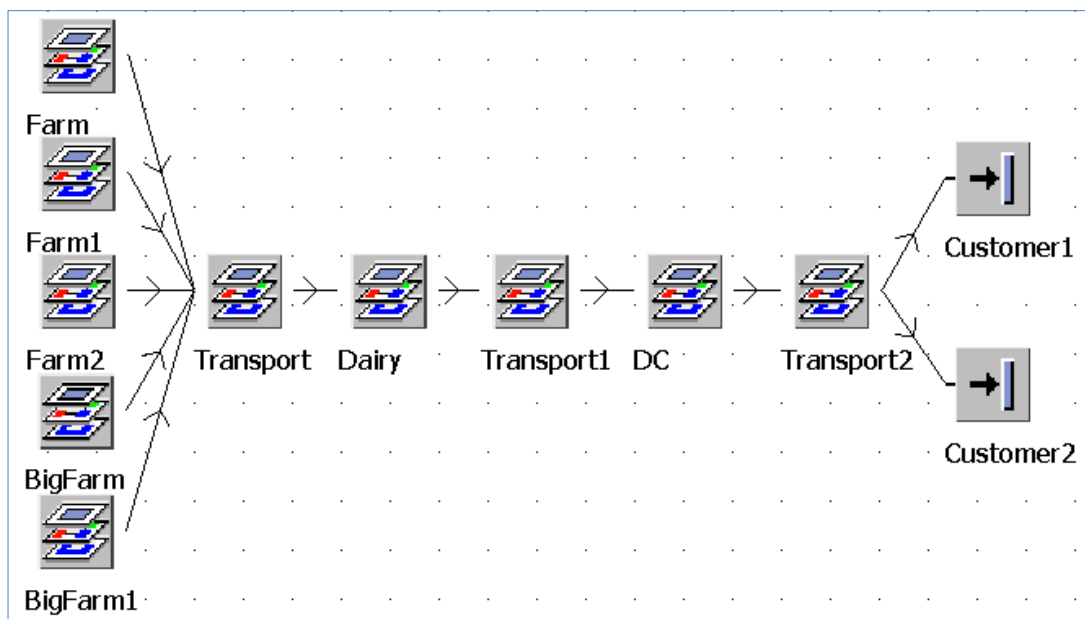 Farm
Farm1
Farm2
BigFarm
BigFarm1
Transport
Dairy
Transport1
DC
Transport2
Customer1
Customer2